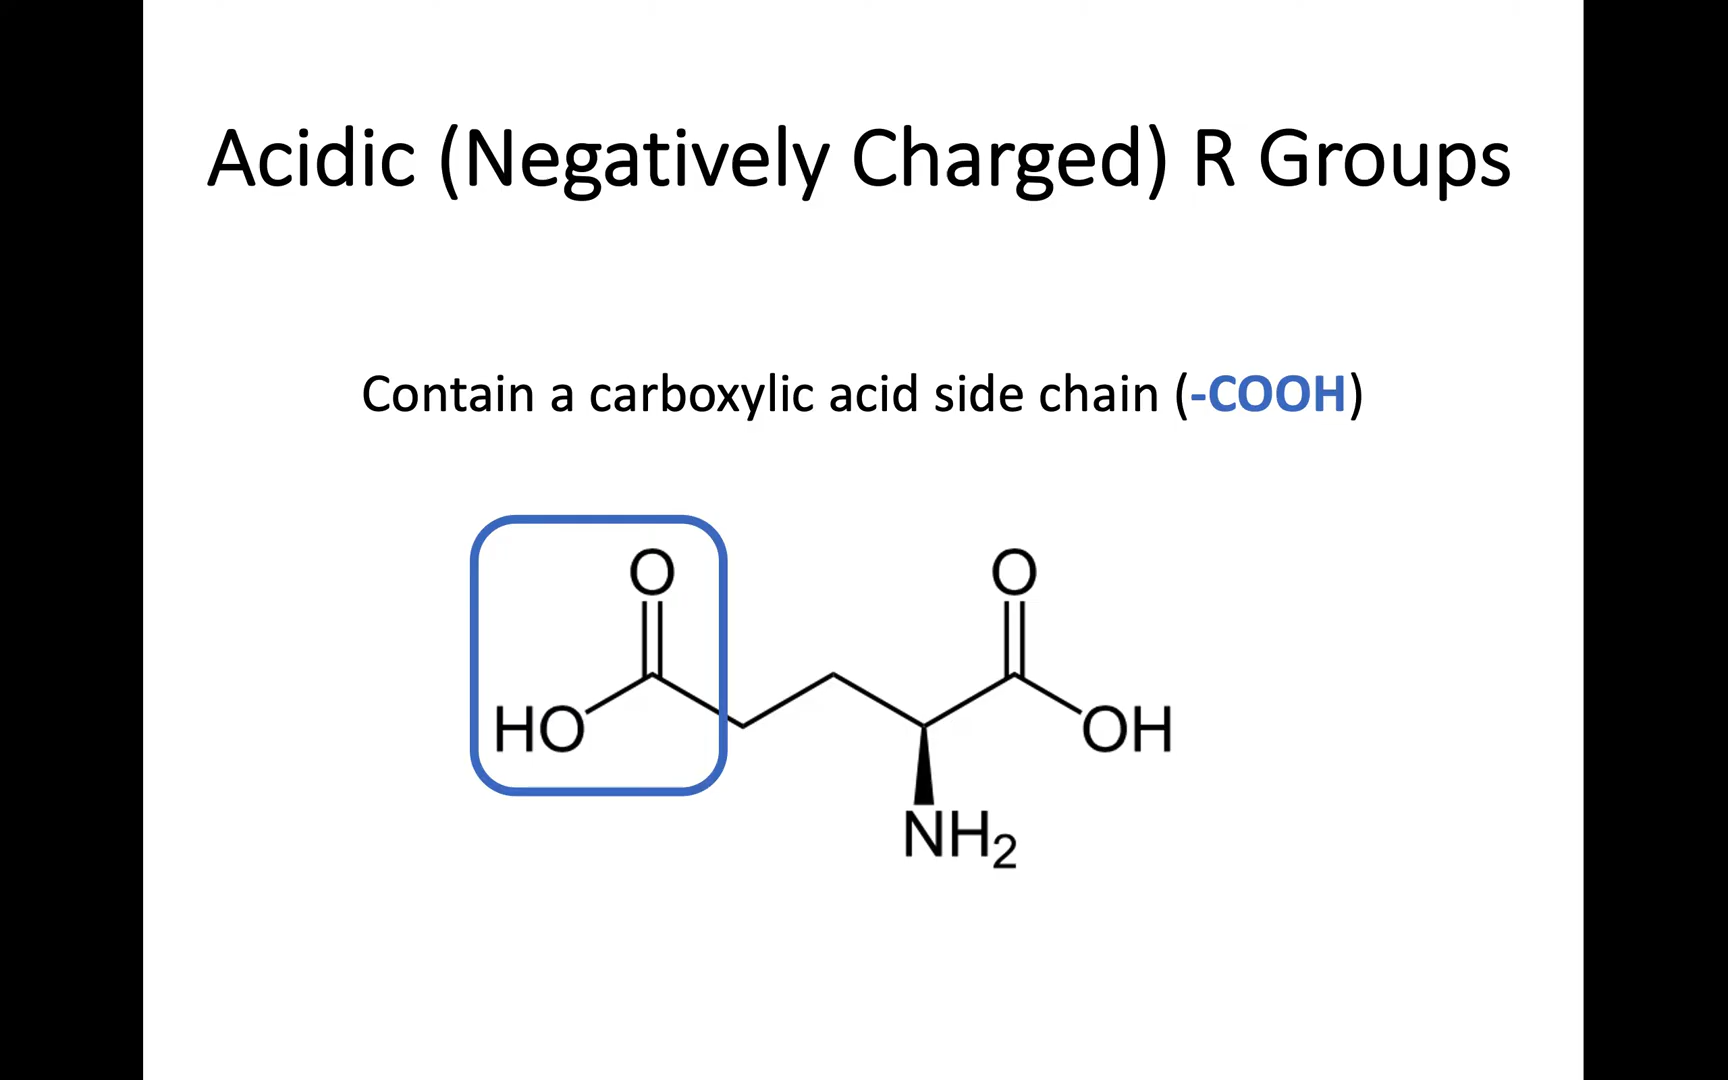 Acidic (Negatively Charged) R Groups
Contain a carboxylic acid side chain (-COOH)
O
O
HO
OH
NH₂